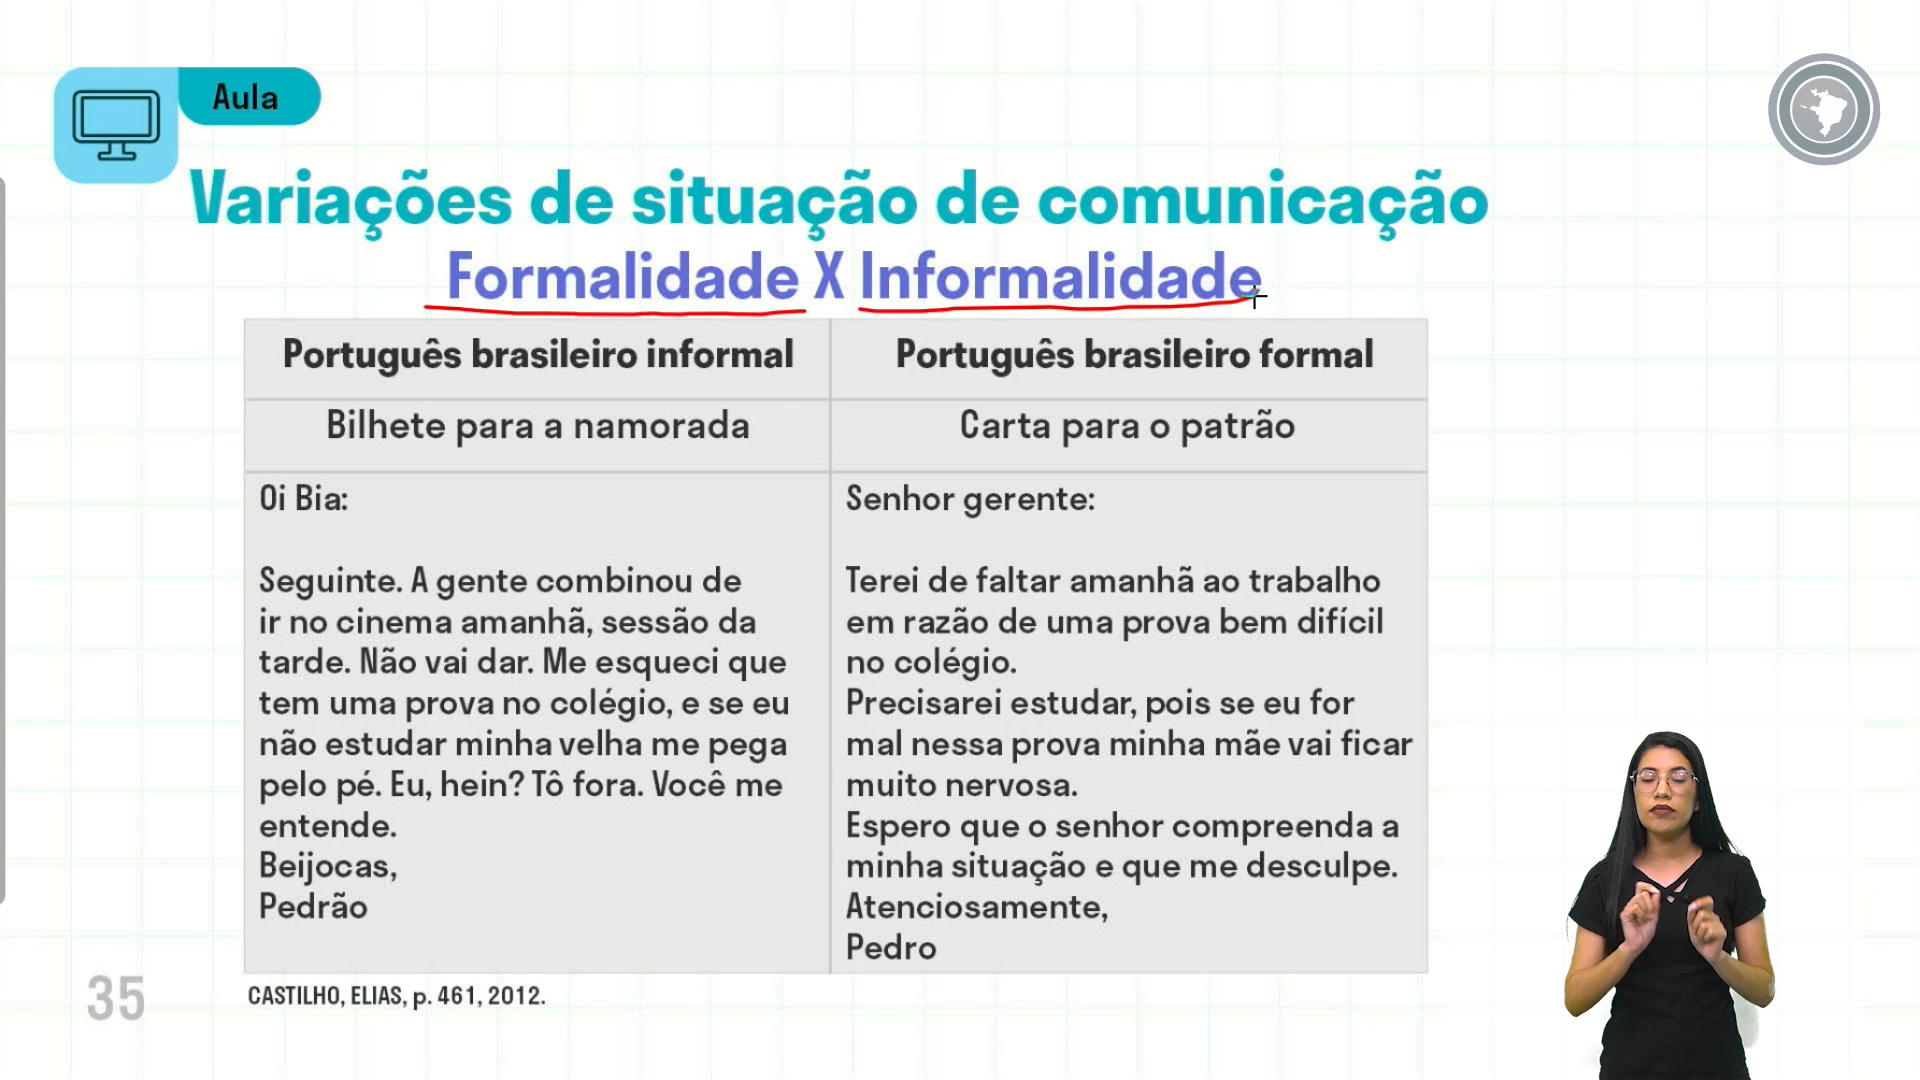 Aula
Variações de situação de comunicação
Formalidade X Informalidade
Português brasileiro informal
Português brasileiro formal
Bilhete para a namorada
Carta para o patrão
Oi Bia:
Seguinte. A gente combinou de
ir no cinema amanhã, sessão da
tarde. Não vai dar. Me esqueci que
tem uma prova no colégio, e se eu
não estudar minha velha me pega
pelo pé. Eu, hein? Tô fora. Você me
entende.
Beijocas,
Pedrão
Senhor gerente:
Terei de faltar amanhã ao trabalho
em razão de uma prova bem difícil
no colégio.
Precisarei estudar, pois se eu for
mal nessa prova minha mãe vai ficar
muito nervosa.
Espero que o senhor compreenda a
minha situação e que me desculpe.
Atenciosamente,
Pedro
35
CASTILHO, ELIAS, p. 461, 2012.